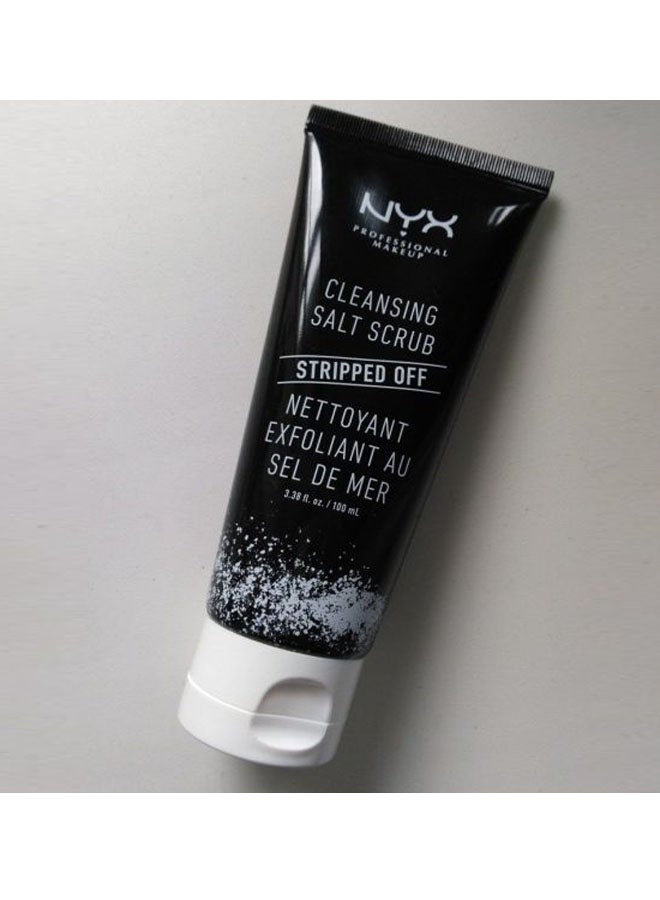 NYX
PROFESSIONAL
MAKEUP
CLEANSING
SALT SCRUB
STRIPPED OFF
NETTOYANT
EXFOLIANT AU
SEL DE MER
3.38 fl. oz. / 100 mL